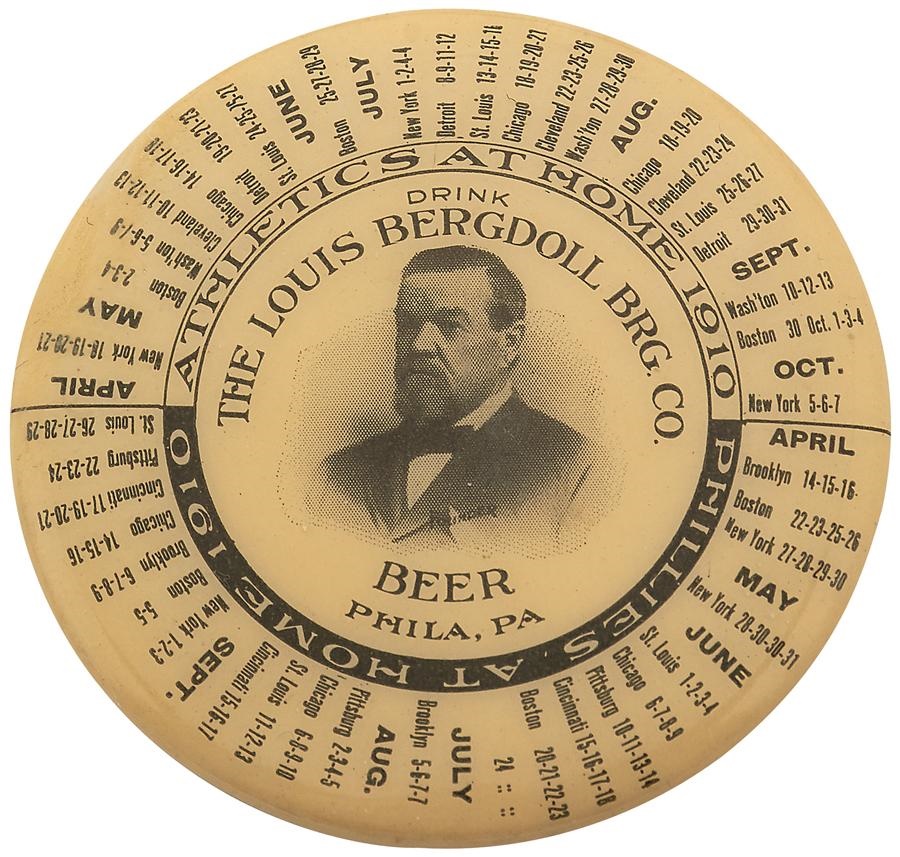 DRINK
THE LOUIS BERGDOLL BRG. CO.
FOUNDER
BEER
PHILA, PA
ATHLETICS AT HOME 1910
APRIL
New York 18-19-20-21
MAY
Boston 2-3-4
Wash'ton 5-6-7-9
Cleveland 10-11-12-13
Chicago 14-16-17-18
Detroit 19-20-21-23
St. Louis 24-25-25-27
JUNE
Boston 25-27-28-29
JULY
New York 1-2-4-4
Detroit 8-9-11-12
St. Louis 13-14-15-16
Chicago 18-19-20-21
Cleveland 22-23-25-26
Wash'ton 27-28-29-30
AUG.
Chicago 18-19-20
Cleveland 22-23-24
St. Louis 25-26-27
Detroit 29-30-31
SEPT.
Wash'ton 10-12-13
Boston 30 Oct. 1-3-4
OCT.
New York 5-6-7
PHILLIES AT HOME 1910
APRIL
Brooklyn 14-15-16
Boston 22-23-25-26
New York 27-28-29-30
MAY
New York 28-30-30-31
JUNE
St. Louis 1-2-3-4
Chicago 6-7-8-9
Pittsburg 10-11-13-14
Cincinnati 15-16-17-18
Boston 20-21-22-23
24 :: ::
JULY
Brooklyn 5-6-7-7
AUG.
Pittsburg 2-3-4-5
Chicago 6-8-9-10
St. Louis 11-12-13
Cincinnati 15-16-17
SEPT.
New York 1-2-3
Boston 5-5
Brooklyn 6-7-8-9
Chicago 14-15-16
Cincinnati 17-19-20-21
Pittsburg 22-23-24
St. Louis 26-27-28-29